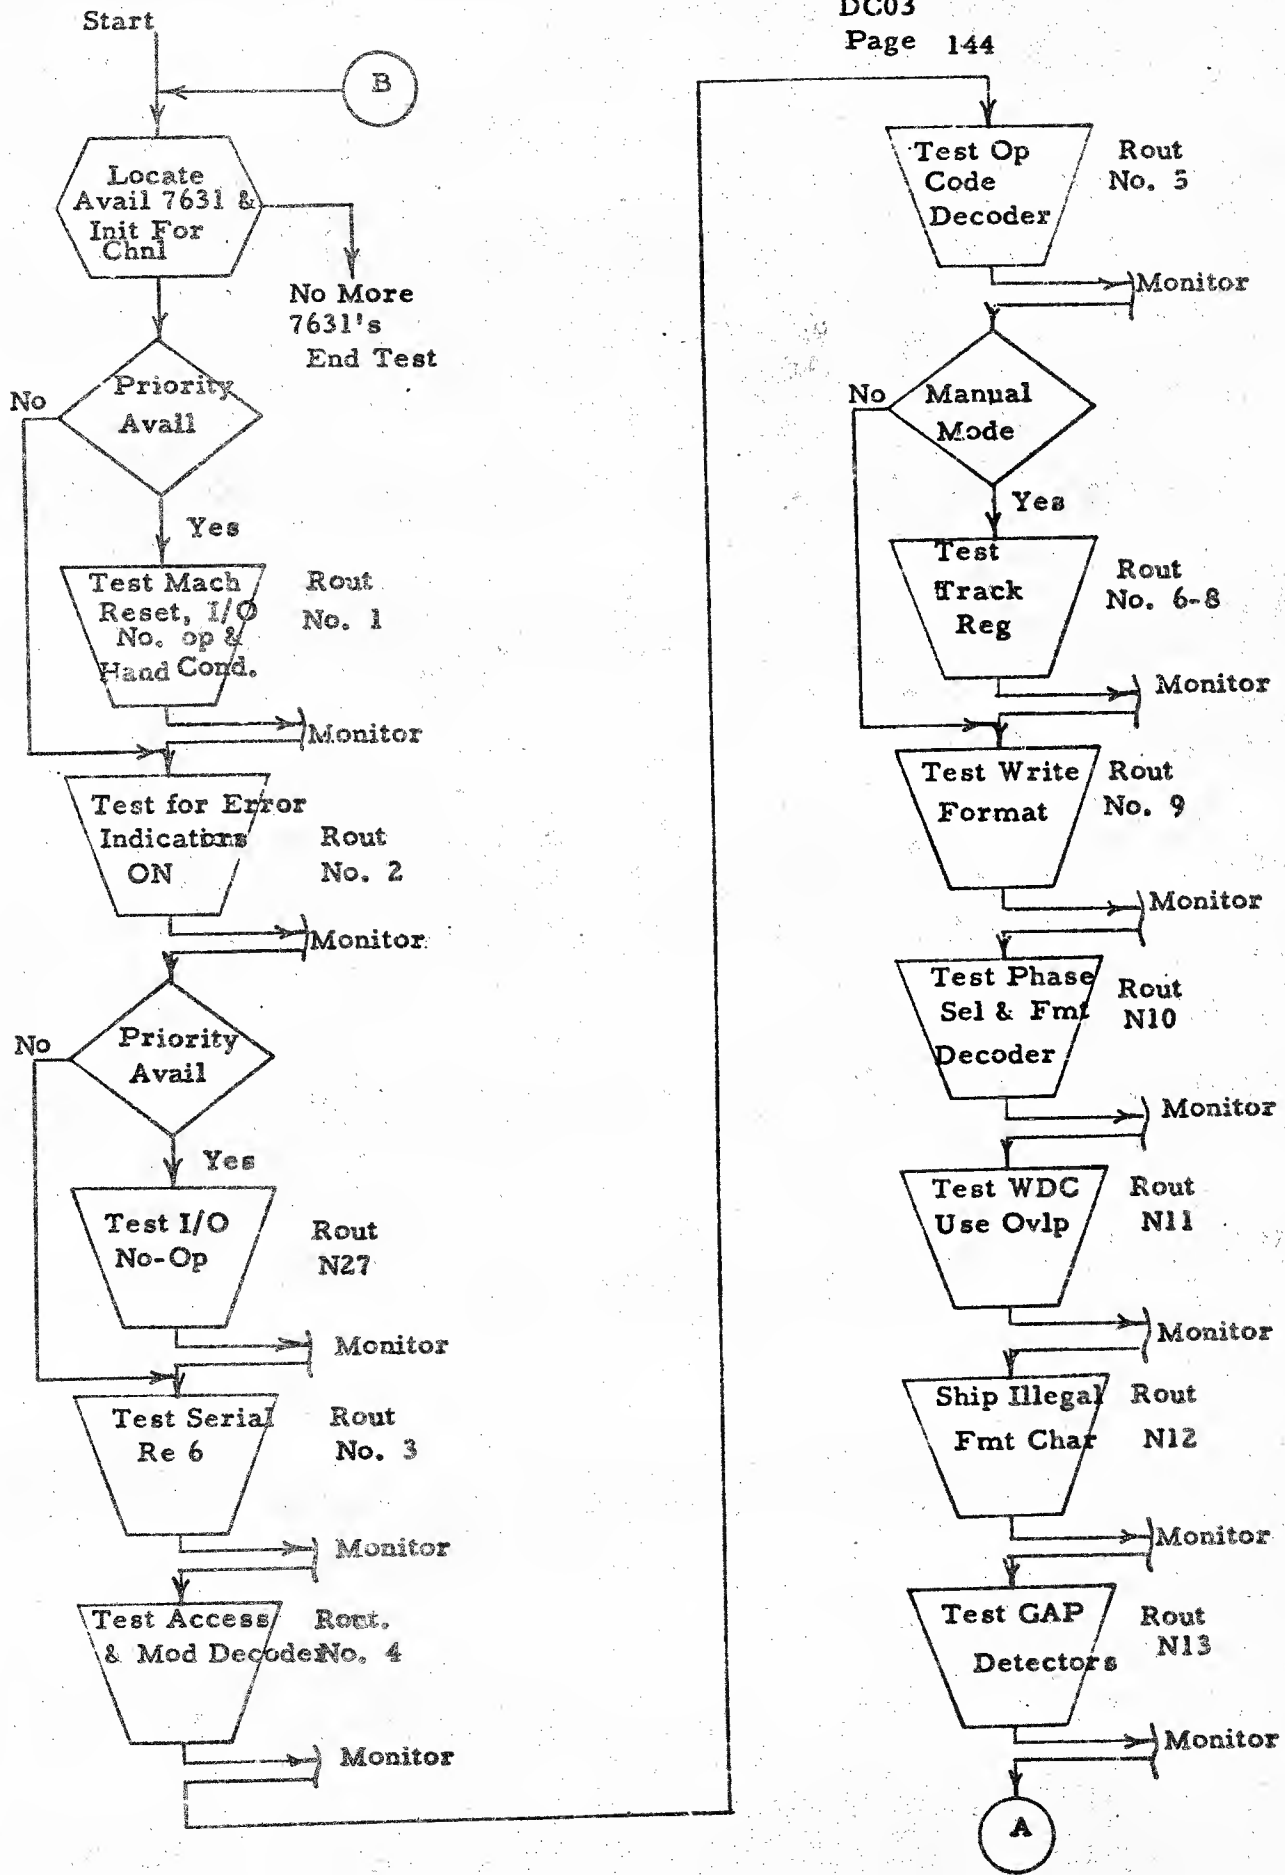 DC03
Page 144
Start
B
Locate
Avail 7631 &
Init For
Chnl
No More
7631's
End Test
Priority
Avail
No
Yes
Test Mach
Reset, I/O
No. op &
Hand Cond.
Rout
No. 1
Monitor
Test for Error
Indicators
ON
Rout
No. 2
Monitor
Priority
Avail
No
Yes
Test I/O
No-Op
Rout
N27
Monitor
Test Serial
Re 6
Rout
No. 3
Monitor
Test Access
& Mod Decoder
Rout.
No. 4
Monitor
Test Op
Code
Decoder
Rout
No. 5
Monitor
Manual
Mode
No
Yes
Test
Track
Reg
Rout
No. 6-8
Monitor
Test Write
Format
Rout
No. 9
Monitor
Test Phase
Sel & Fmt
Decoder
Rout
N10
Monitor
Test WDC
Use Ovlp
Rout
N11
Monitor
Ship Illegal
Fmt Char
Rout
N12
Monitor
Test GAP
Detectors
Rout
N13
Monitor
A